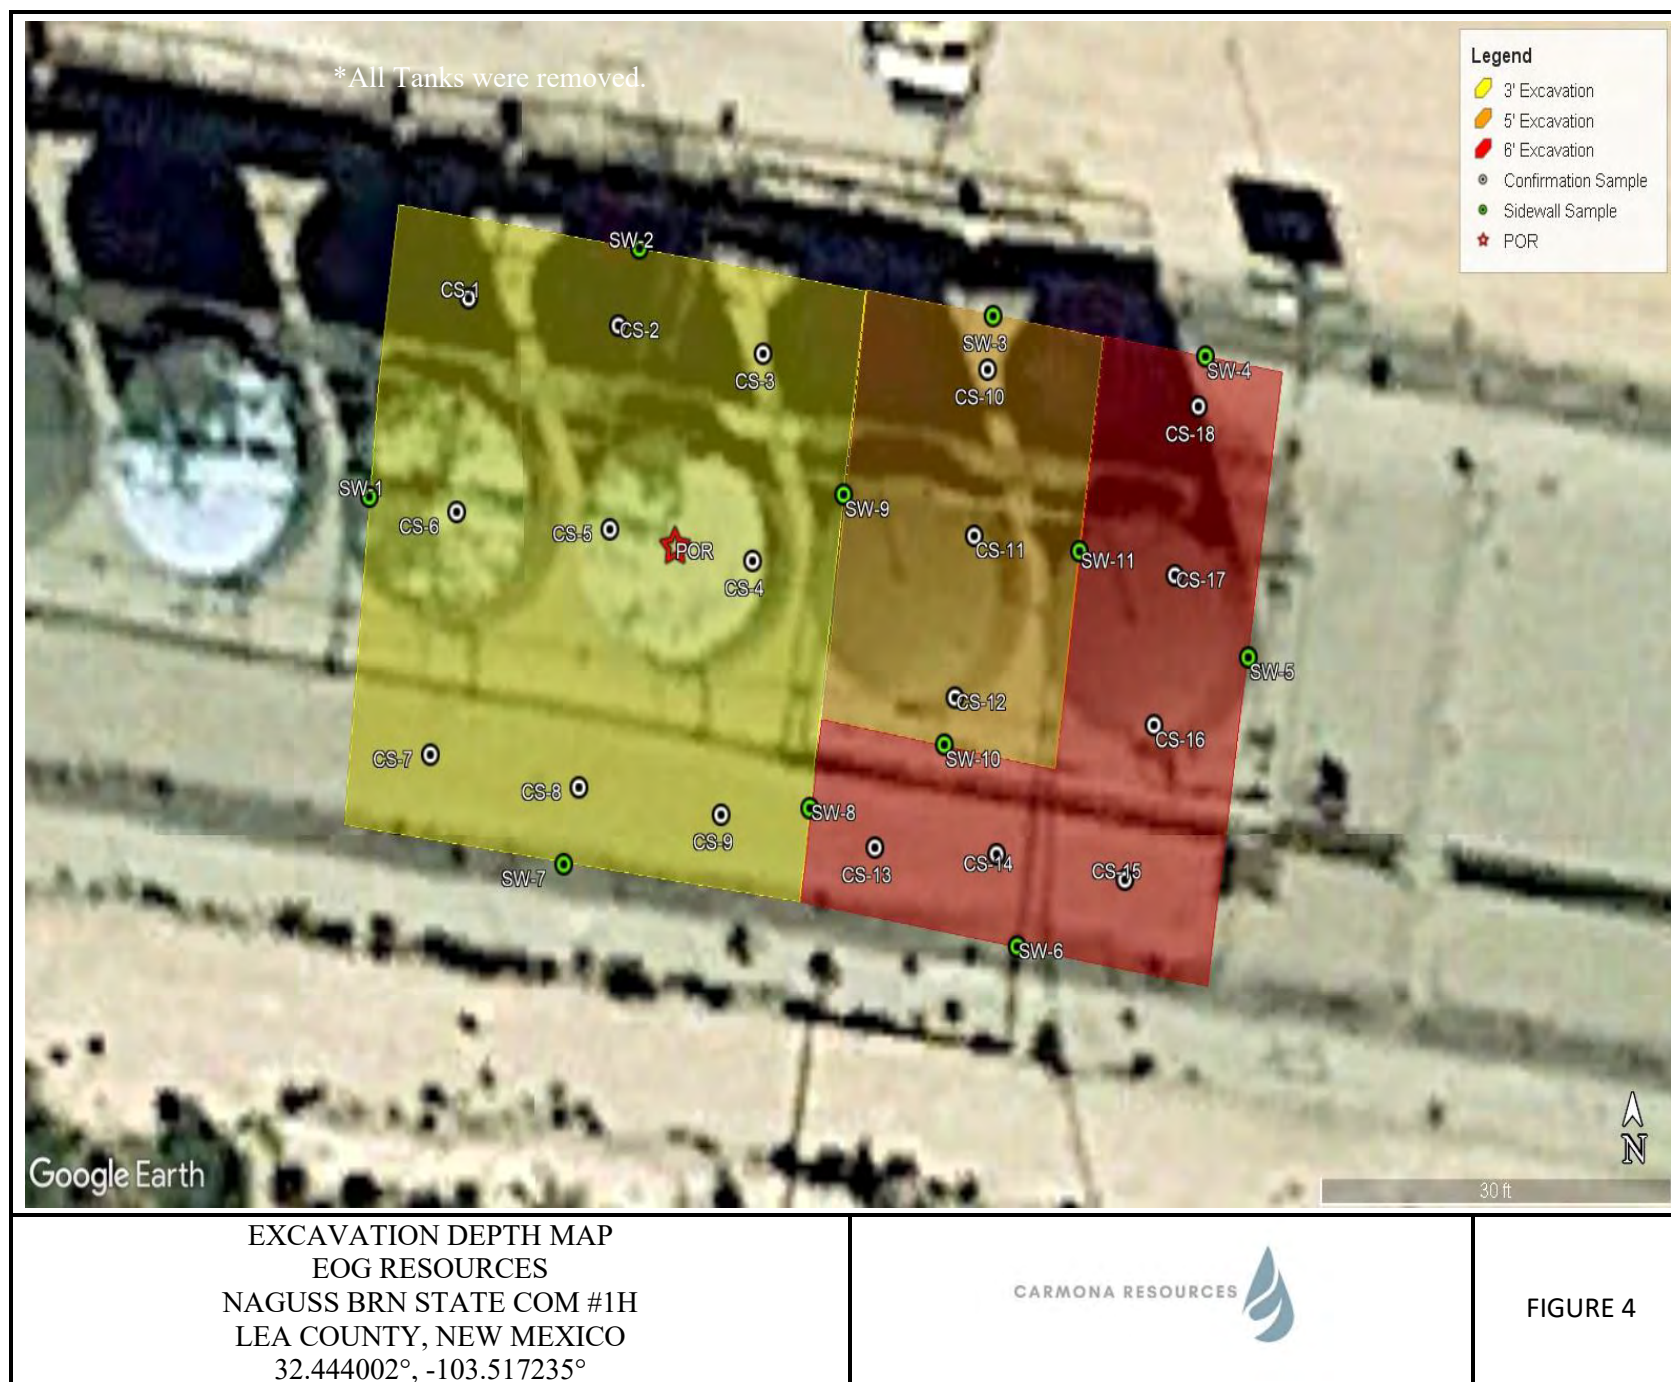 *All Tanks were removed.
Legend
3' Excavation
5' Excavation
6' Excavation
Confirmation Sample
Sidewall Sample
POR
SW-2
CS-1
CS-2
CS-3
SW-3
CS-10
SW-4
CS-18
SW-1
CS-6
CS-5
POR
CS-4
SW-9
CS-11
SW-11
CS-17
SW-5
CS-12
CS-16
SW-10
CS-7
CS-8
CS-9
SW-8
CS-13
CS-14
CS-15
SW-7
SW-6
N
Google Earth
30 ft
EXCAVATION DEPTH MAP
EOG RESOURCES
NAGUSS BRN STATE COM #1H
LEA COUNTY, NEW MEXICO
32.444002°, -103.517235°
CARMONA RESOURCES
FIGURE 4